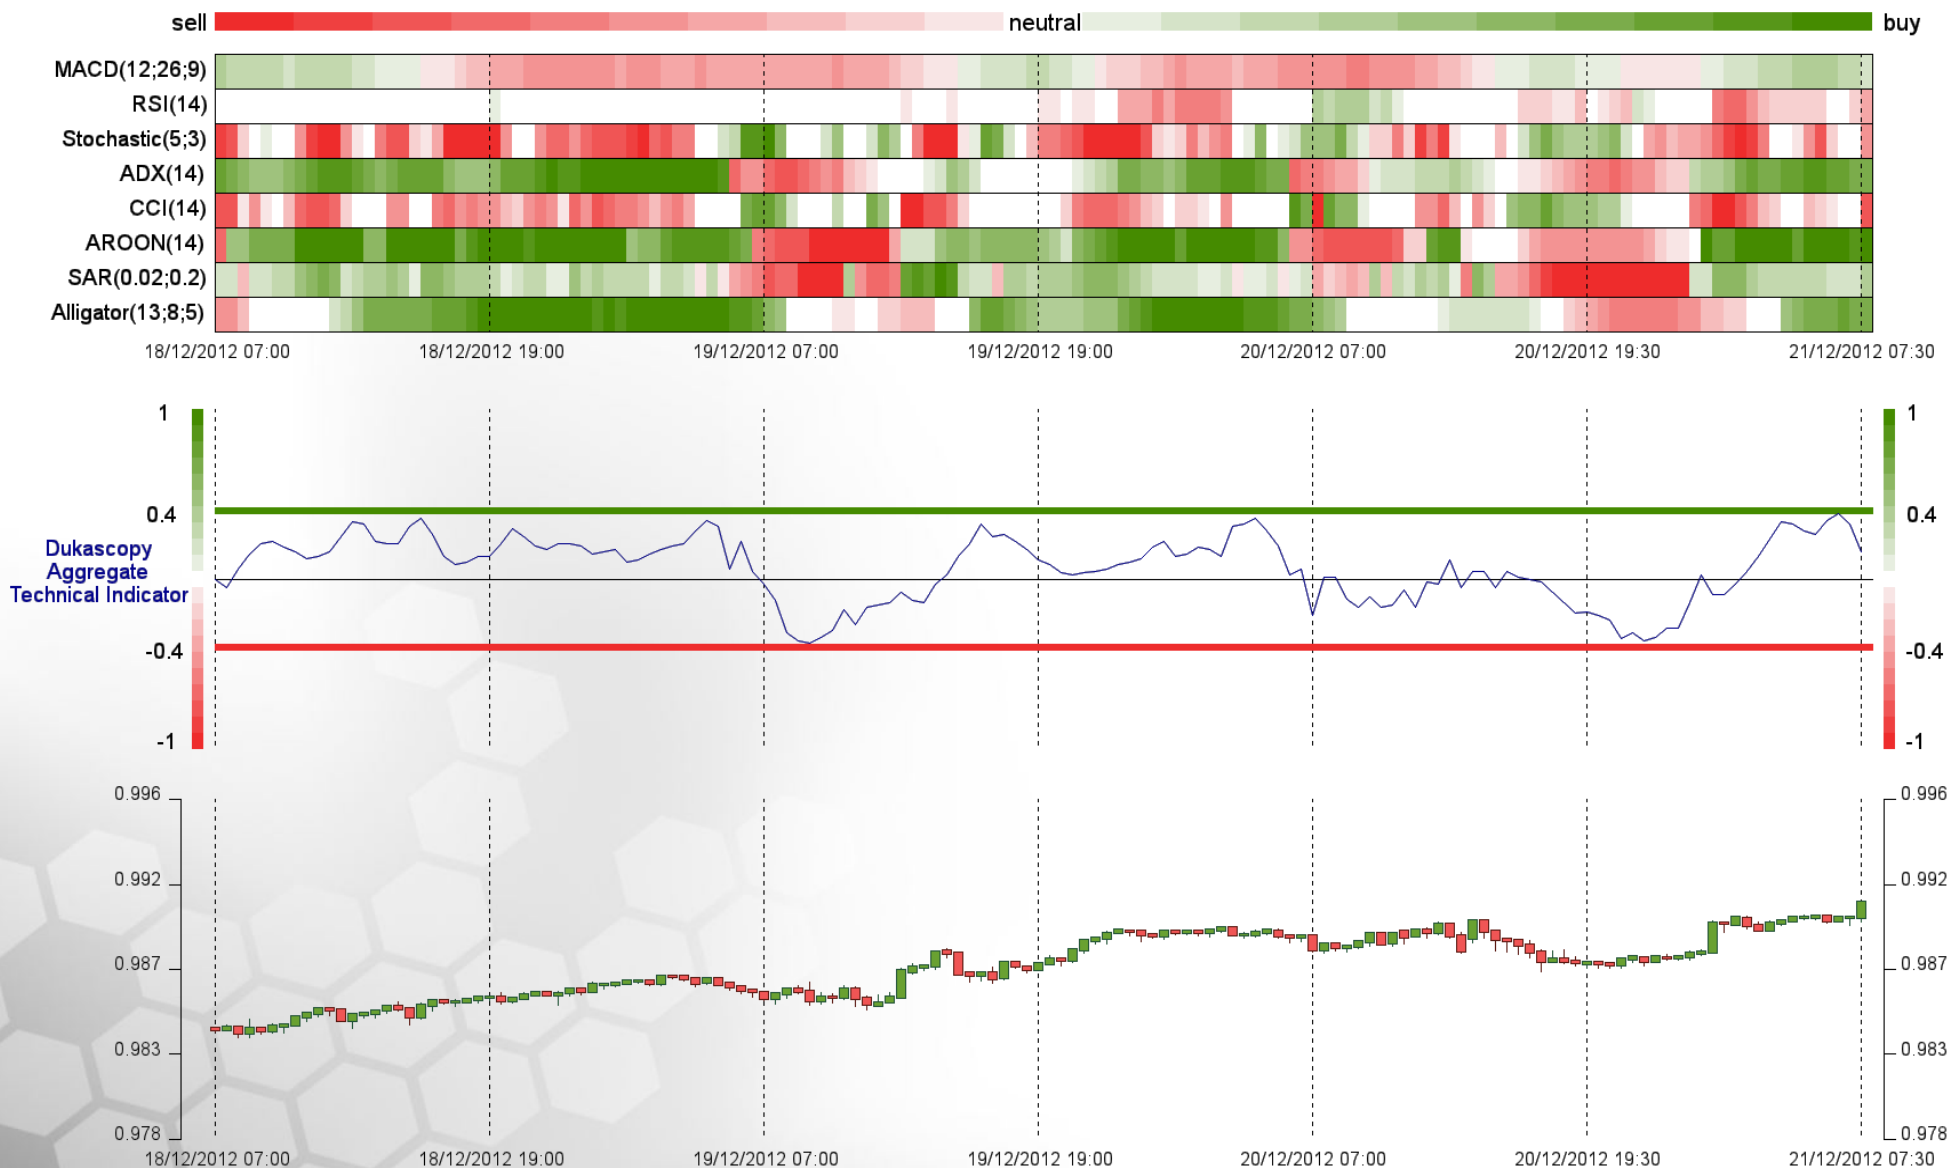 sell neutral buy
MACD(12;26;9)
RSI(14)
Stochastic(5;3)
ADX(14)
CCI(14)
AROON(14)
SAR(0.02;0.2)
Alligator(13;8;5)
18/12/2012 07:00 18/12/2012 19:00 19/12/2012 07:00 19/12/2012 19:00 20/12/2012 07:00 20/12/2012 19:30 21/12/2012 07:30
1 1
0.4 0.4
Dukascopy
Aggregate
Technical Indicator
-0.4 -0.4
-1 -1
0.996 0.996
0.992 0.992
0.987 0.987
0.983 0.983
0.978 0.978
18/12/2012 07:00 18/12/2012 19:00 19/12/2012 07:00 19/12/2012 19:00 20/12/2012 07:00 20/12/2012 19:30 21/12/2012 07:30